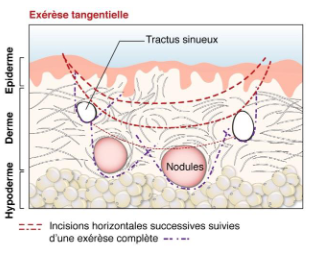 Exérèse tangentielle
Tractus sinueux
Epiderme
Derme
Hypoderme
Nodules
Incisions horizontales successives suivies
d'une exérèse complète